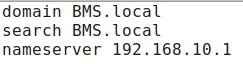 domain BMS.local
search BMS.local
nameserver 192.168.10.1